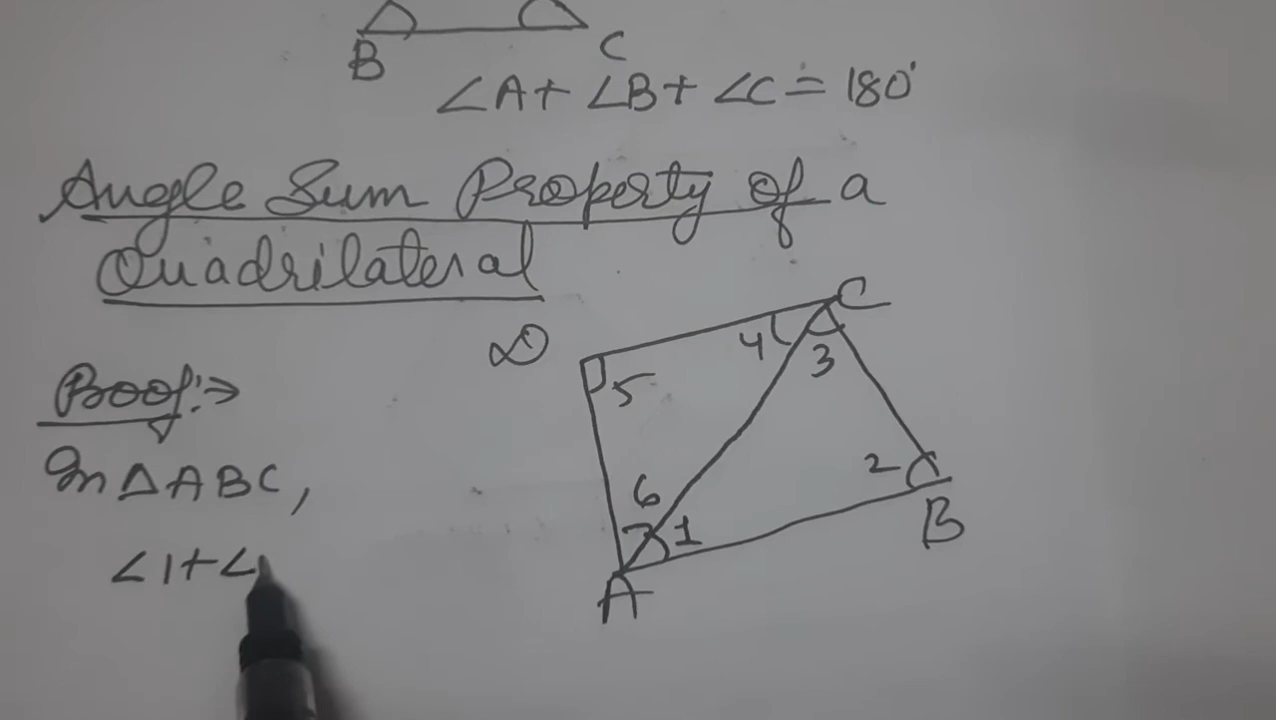 B C
∠A + ∠B + ∠C = 180°
Angle Sum Property of a
Quadrilateral
D C
4 3
5
Proof:⇒
In △ABC,
2
6
1
B
∠1+∠
A